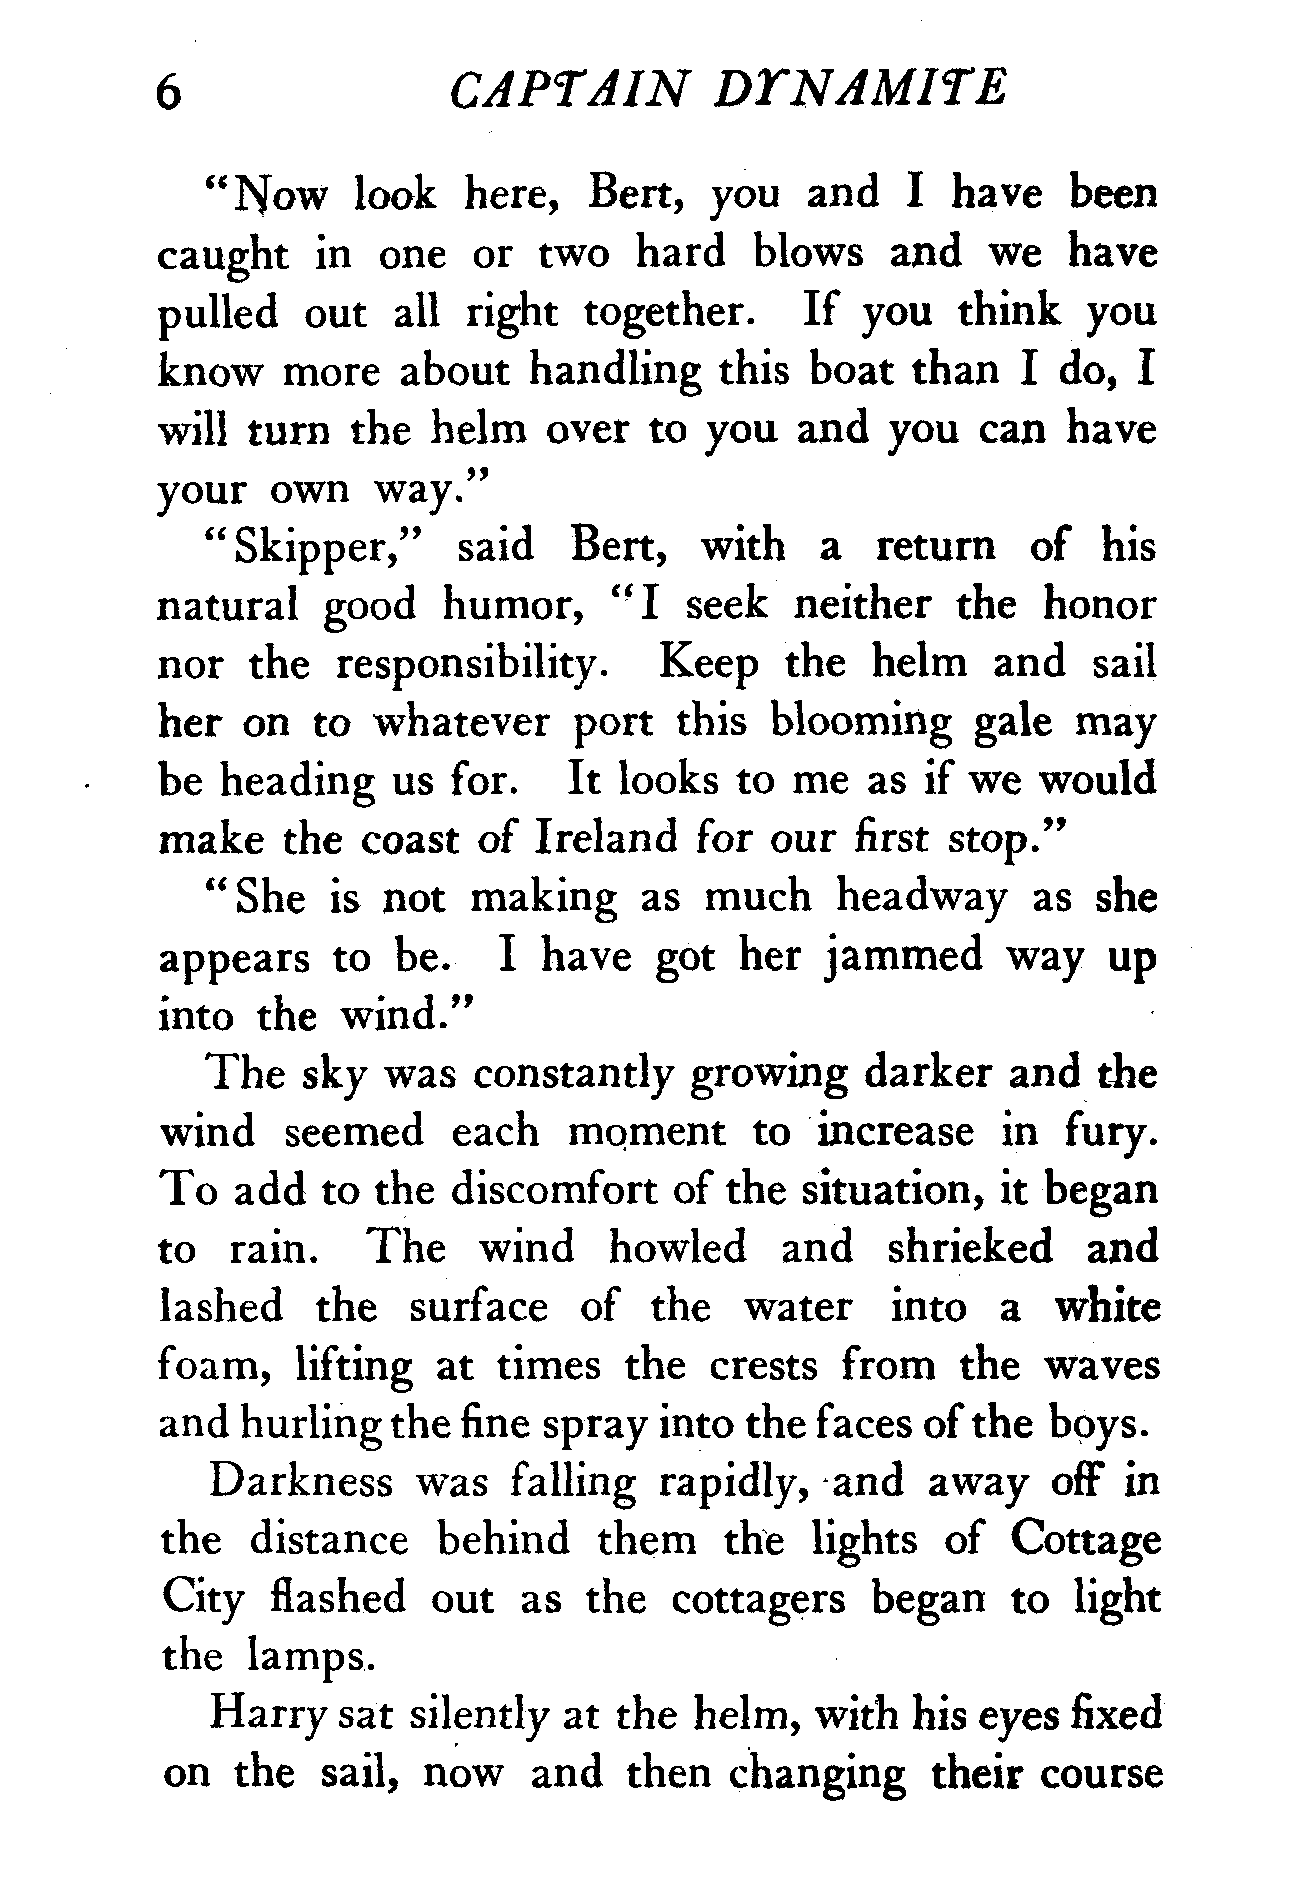 6 CAPTAIN DYNAMITE
"Now look here, Bert, you and I have been
caught in one or two hard blows and we have
pulled out all right together. If you think you
know more about handling this boat than I do, I
will turn the helm over to you and you can have
your own way."
"Skipper," said Bert, with a return of his
natural good humor, "I seek neither the honor
nor the responsibility. Keep the helm and sail
her on to whatever port this blooming gale may
be heading us for. It looks to me as if we would
make the coast of Ireland for our first stop."
"She is not making as much headway as she
appears to be. I have got her jammed way up
into the wind."
The sky was constantly growing darker and the
wind seemed each moment to increase in fury.
To add to the discomfort of the situation, it began
to rain. The wind howled and shrieked and
lashed the surface of the water into a white
foam, lifting at times the crests from the waves
and hurling the fine spray into the faces of the boys.
Darkness was falling rapidly, and away off in
the distance behind them the lights of Cottage
City flashed out as the cottagers began to light
the lamps.
Harry sat silently at the helm, with his eyes fixed
on the sail, now and then changing their course